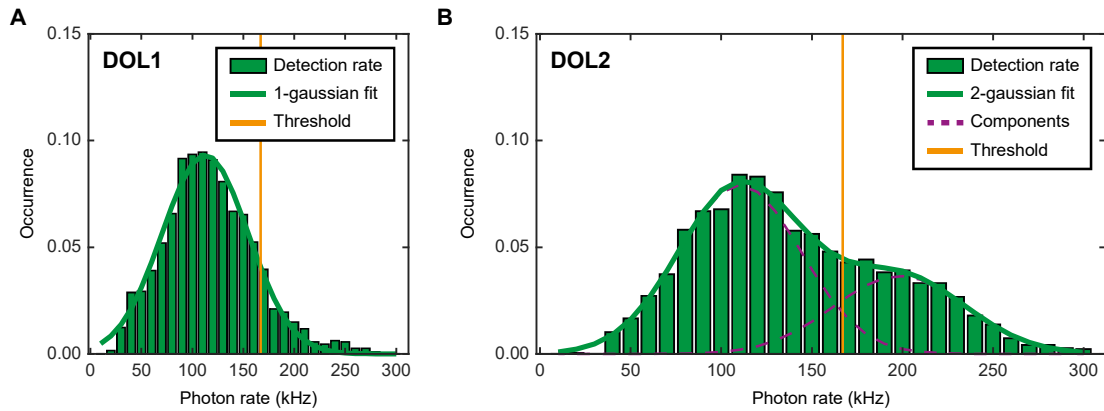 A
DOL1
Detection rate
1-gaussian fit
Threshold
0.15
0.10
0.05
0.00
Occurrence
0 50 100 150 200 250 300
Photon rate (kHz)
B
DOL2
Detection rate
2-gaussian fit
Components
Threshold
0.15
0.10
0.05
0.00
Occurrence
0 50 100 150 200 250 300
Photon rate (kHz)